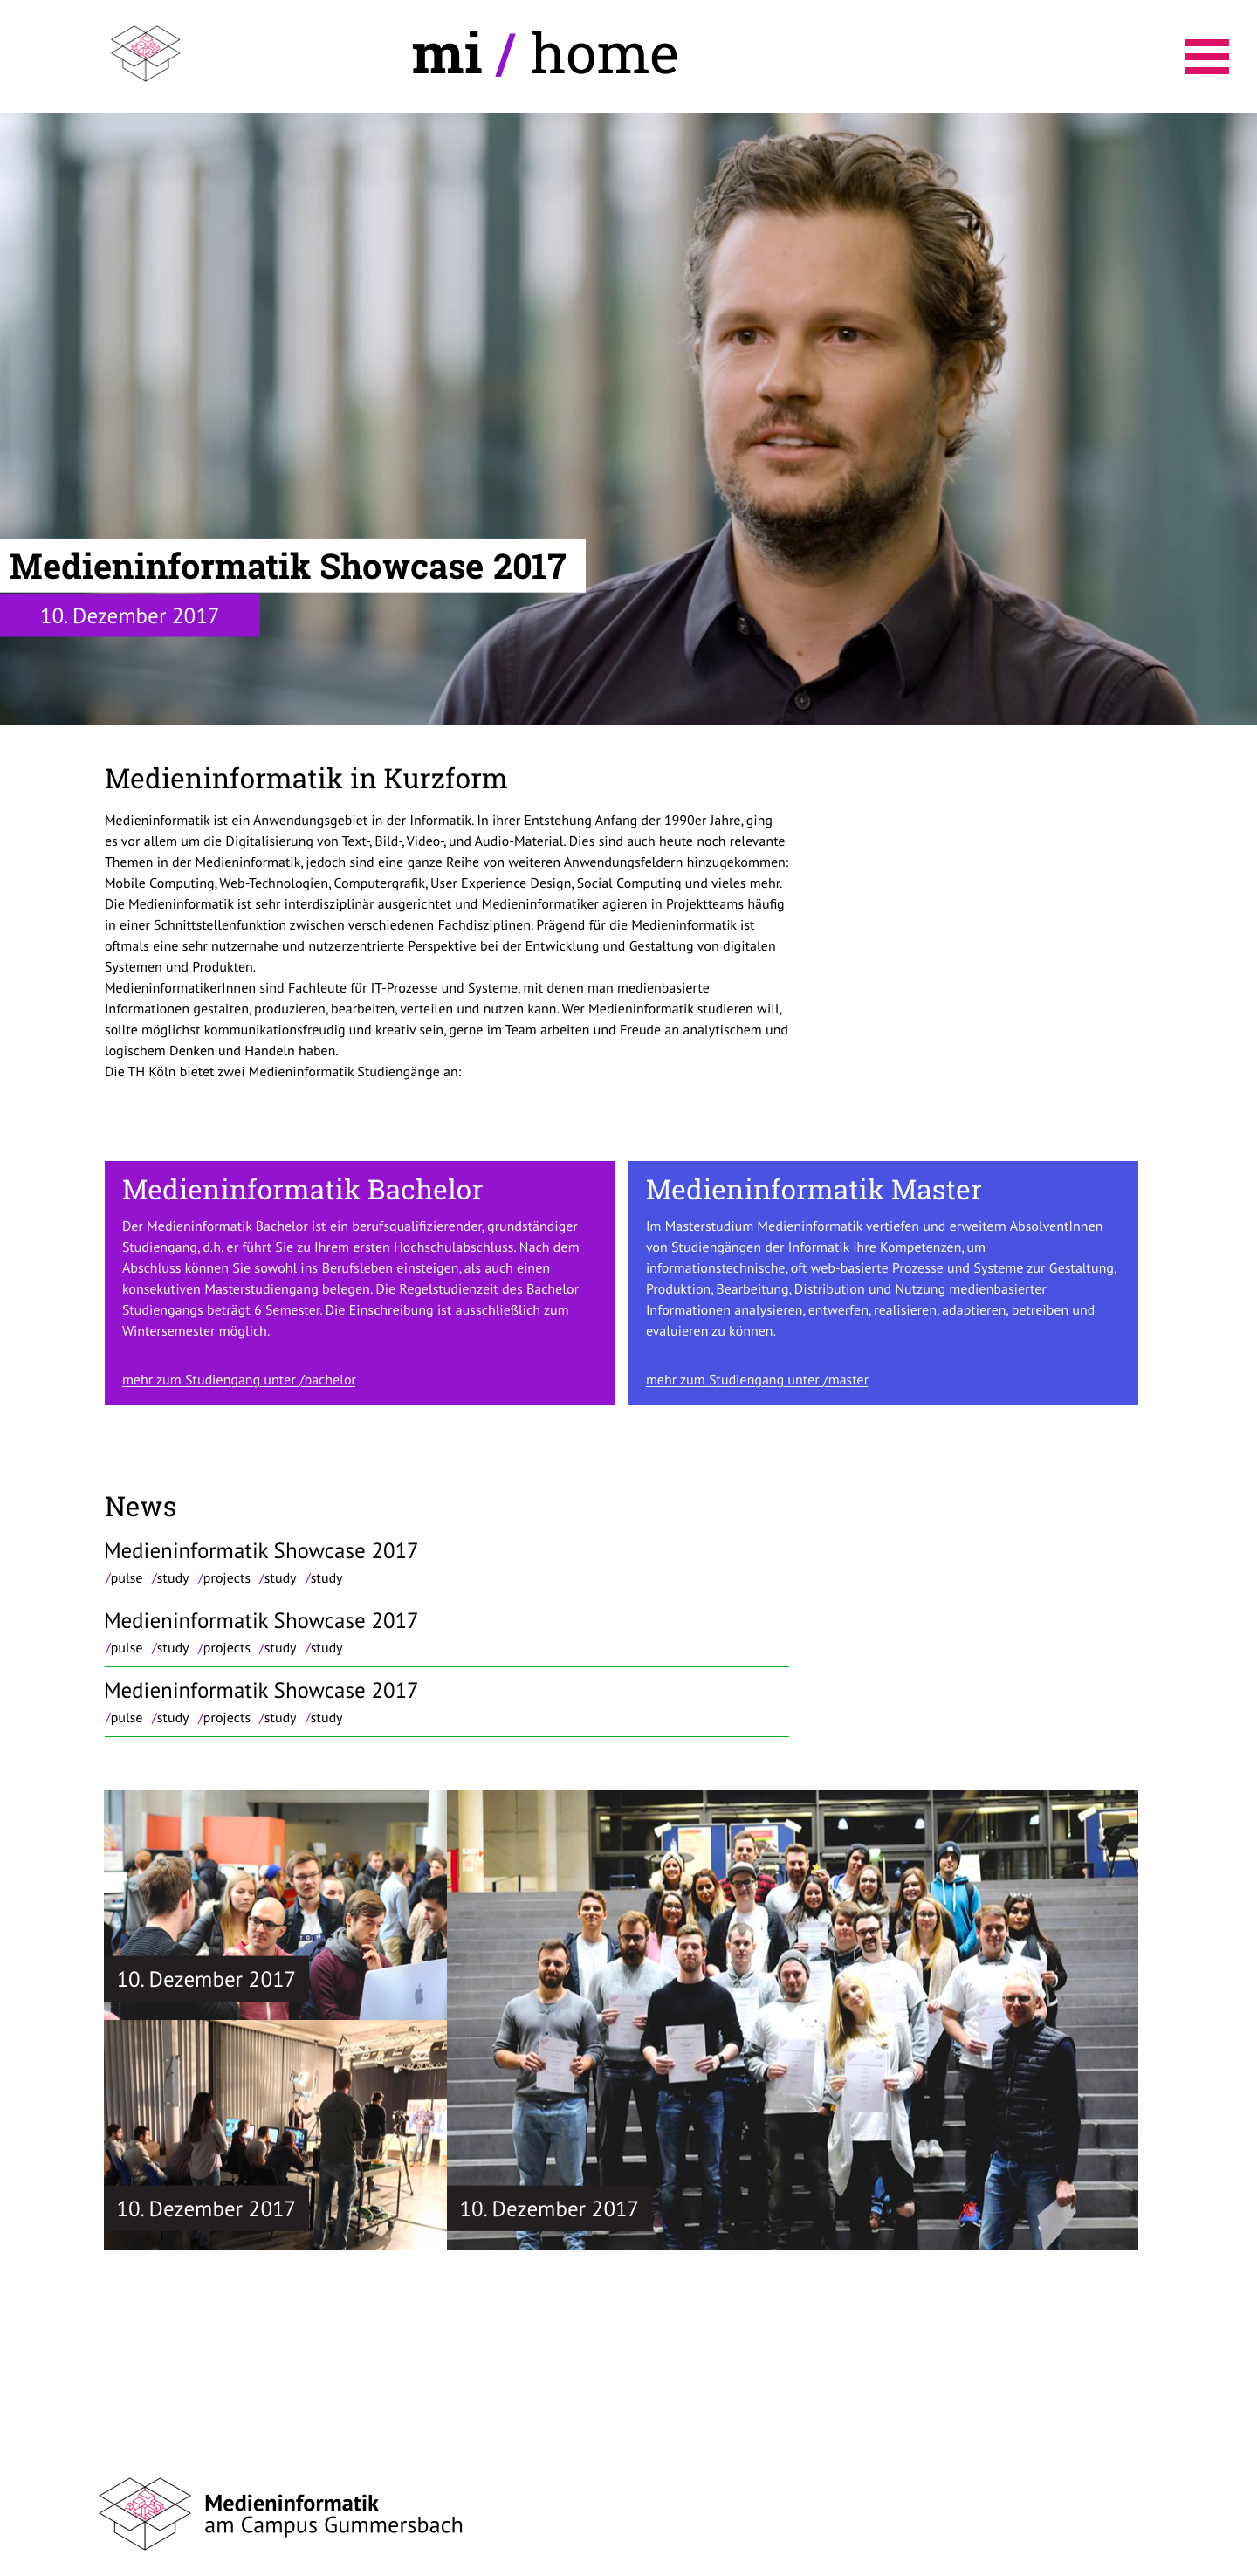 mi / home
Medieninformatik Showcase 2017
10. Dezember 2017
Medieninformatik in Kurzform
Medieninformatik ist ein Anwendungsgebiet in der Informatik. In ihrer Entstehung Anfang der 1990er Jahre, ging
es vor allem um die Digitalisierung von Text-, Bild-, Video-, und Audio-Material. Dies sind auch heute noch relevante
Themen in der Medieninformatik, jedoch sind eine ganze Reihe von weiteren Anwendungsfeldern hinzugekommen:
Mobile Computing, Web-Technologien, Computergrafik, User Experience Design, Social Computing und vieles mehr.
Die Medieninformatik ist sehr interdisziplinär ausgerichtet und Medieninformatiker agieren in Projektteams häufig
in einer Schnittstellenfunktion zwischen verschiedenen Fachdisziplinen. Prägend für die Medieninformatik ist
oftmals eine sehr nutzernahe und nutzerzentrierte Perspektive bei der Entwicklung und Gestaltung von digitalen
Systemen und Produkten.
MedieninformatikerInnen sind Fachleute für IT-Prozesse und Systeme, mit denen man medienbasierte
Informationen gestalten, produzieren, bearbeiten, verteilen und nutzen kann. Wer Medieninformatik studieren will,
sollte möglichst kommunikationsfreudig und kreativ sein, gerne im Team arbeiten und Freude an analytischem und
logischem Denken und Handeln haben.
Die TH Köln bietet zwei Medieninformatik Studiengänge an:
Medieninformatik Bachelor
Der Medieninformatik Bachelor ist ein berufsqualifizierender, grundständiger
Studiengang, d.h. er führt Sie zu Ihrem ersten Hochschulabschluss. Nach dem
Abschluss können Sie sowohl ins Berufsleben einsteigen, als auch einen
konsekutiven Masterstudiengang belegen. Die Regelstudienzeit des Bachelor
Studiengangs beträgt 6 Semester. Die Einschreibung ist ausschließlich zum
Wintersemester möglich.
mehr zum Studiengang unter /bachelor
Medieninformatik Master
Im Masterstudium Medieninformatik vertiefen und erweitern AbsolventInnen
von Studiengängen der Informatik ihre Kompetenzen, um
informationstechnische, oft web-basierte Prozesse und Systeme zur Gestaltung,
Produktion, Bearbeitung, Distribution und Nutzung medienbasierter
Informationen analysieren, entwerfen, realisieren, adaptieren, betreiben und
evaluieren zu können.
mehr zum Studiengang unter /master
News
Medieninformatik Showcase 2017
/pulse /study /projects /study /study
Medieninformatik Showcase 2017
/pulse /study /projects /study /study
Medieninformatik Showcase 2017
/pulse /study /projects /study /study
10. Dezember 2017
10. Dezember 2017
10. Dezember 2017
Medieninformatik
am Campus Gummersbach